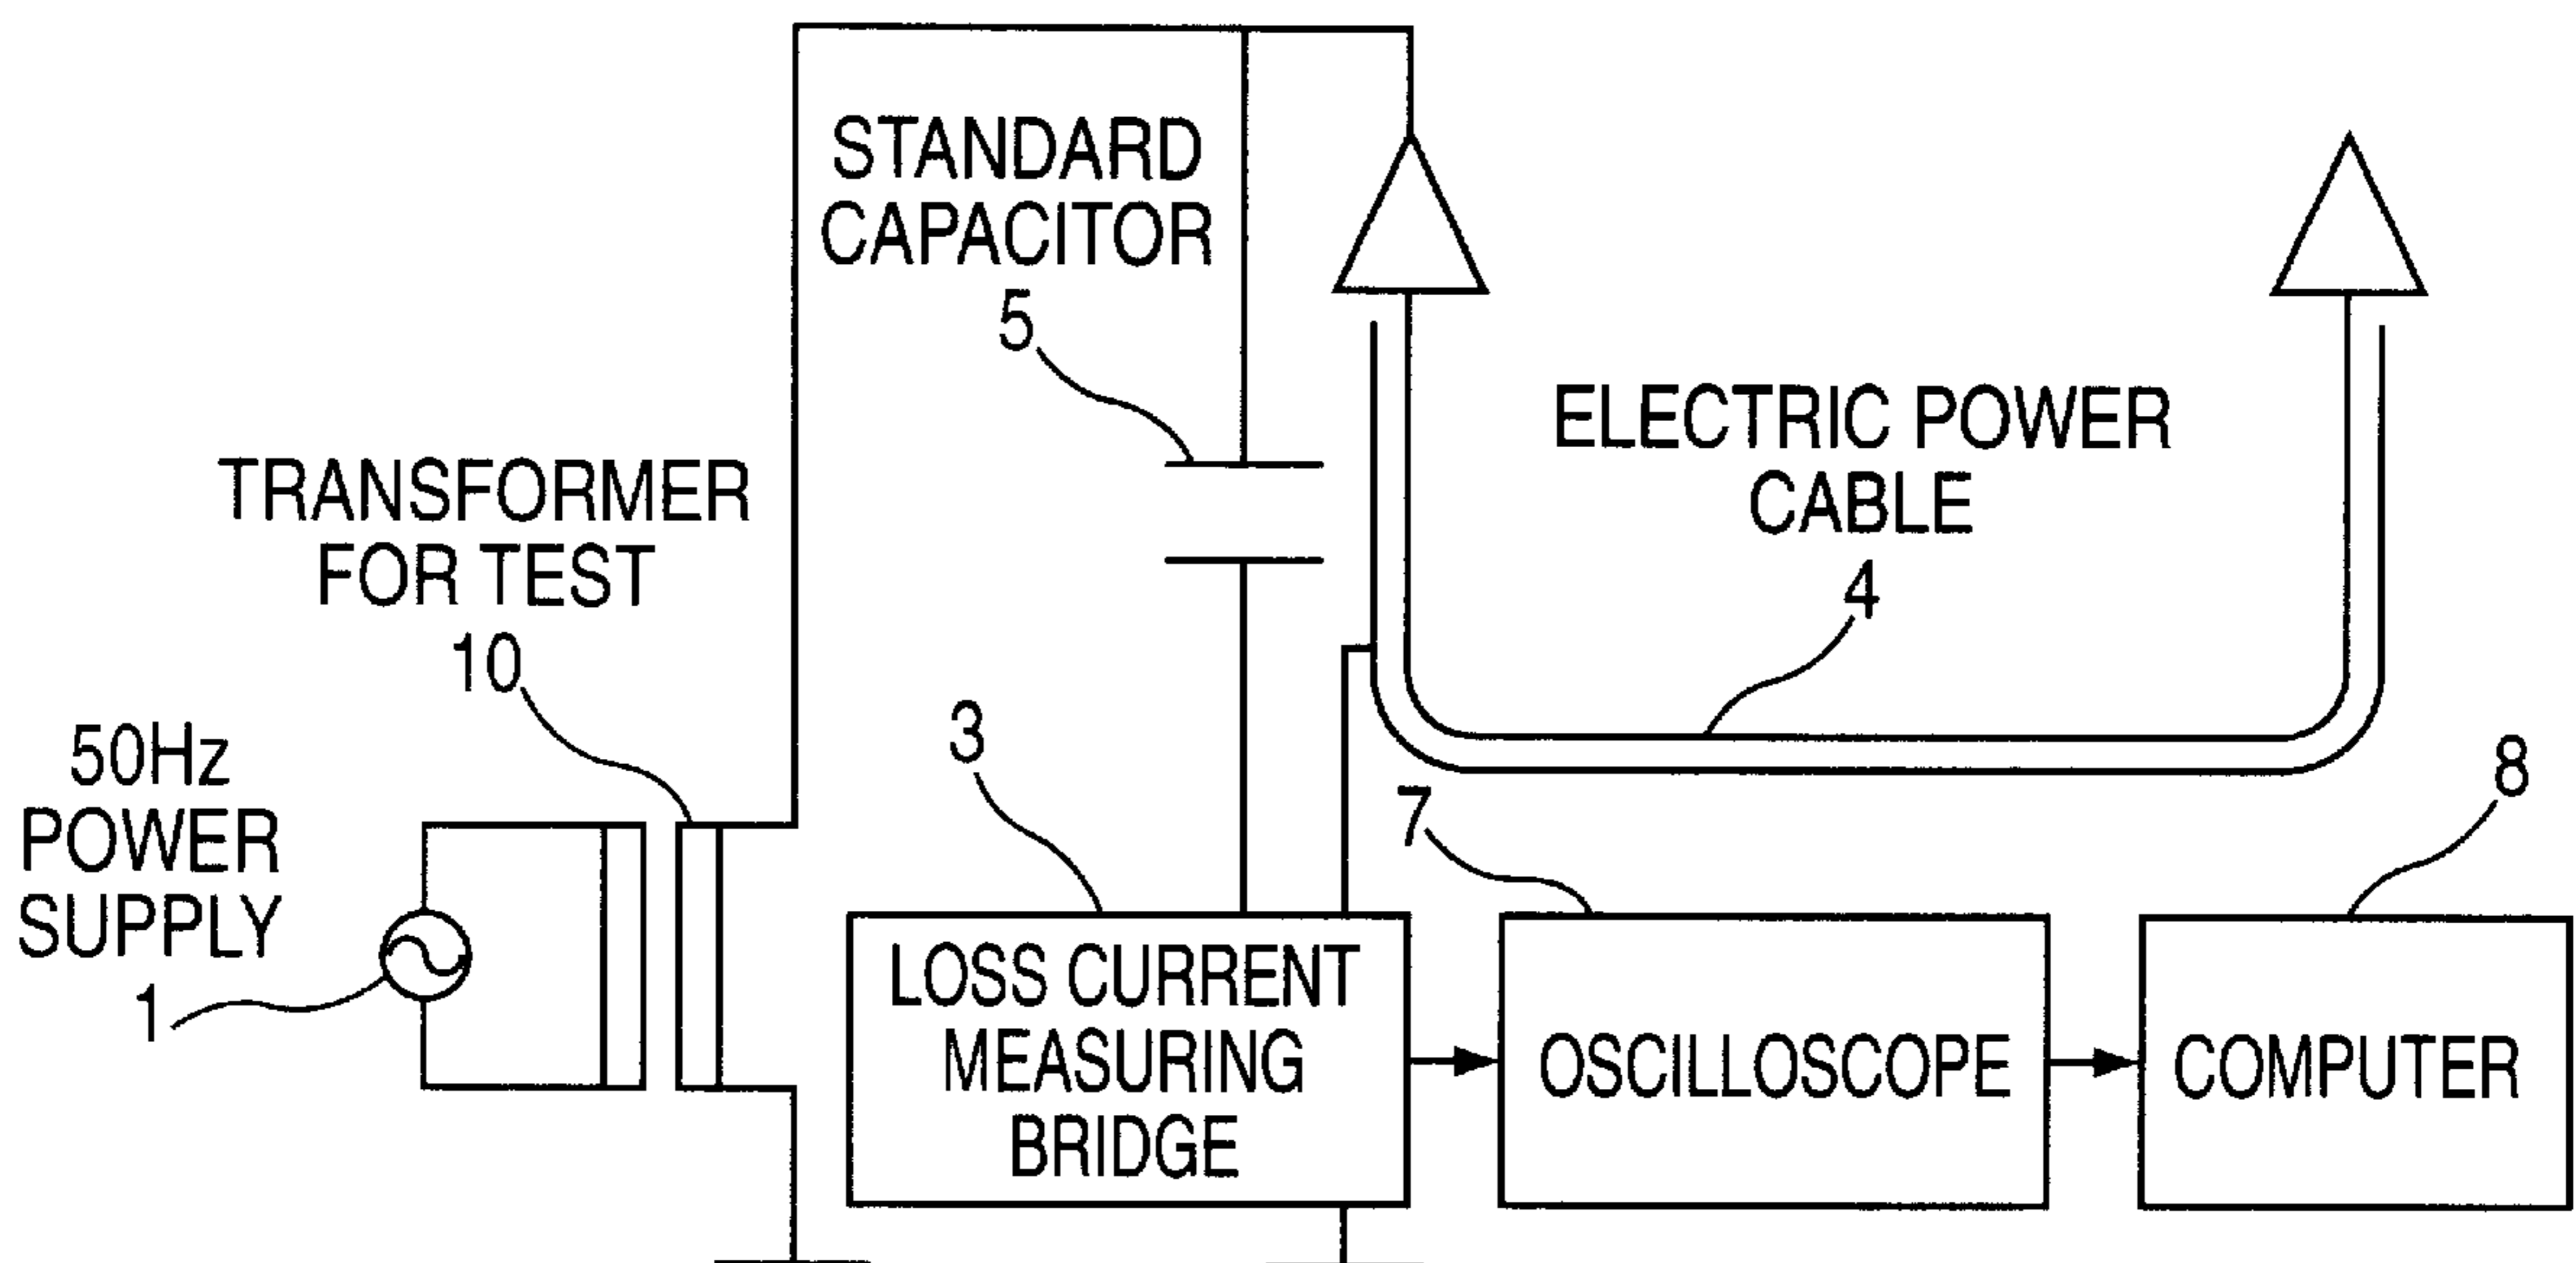 STANDARD
CAPACITOR
5
ELECTRIC POWER
CABLE
4
TRANSFORMER
FOR TEST
10
50Hz
POWER
SUPPLY
1
3
7
8
LOSS CURRENT
MEASURING
BRIDGE
OSCILLOSCOPE
COMPUTER